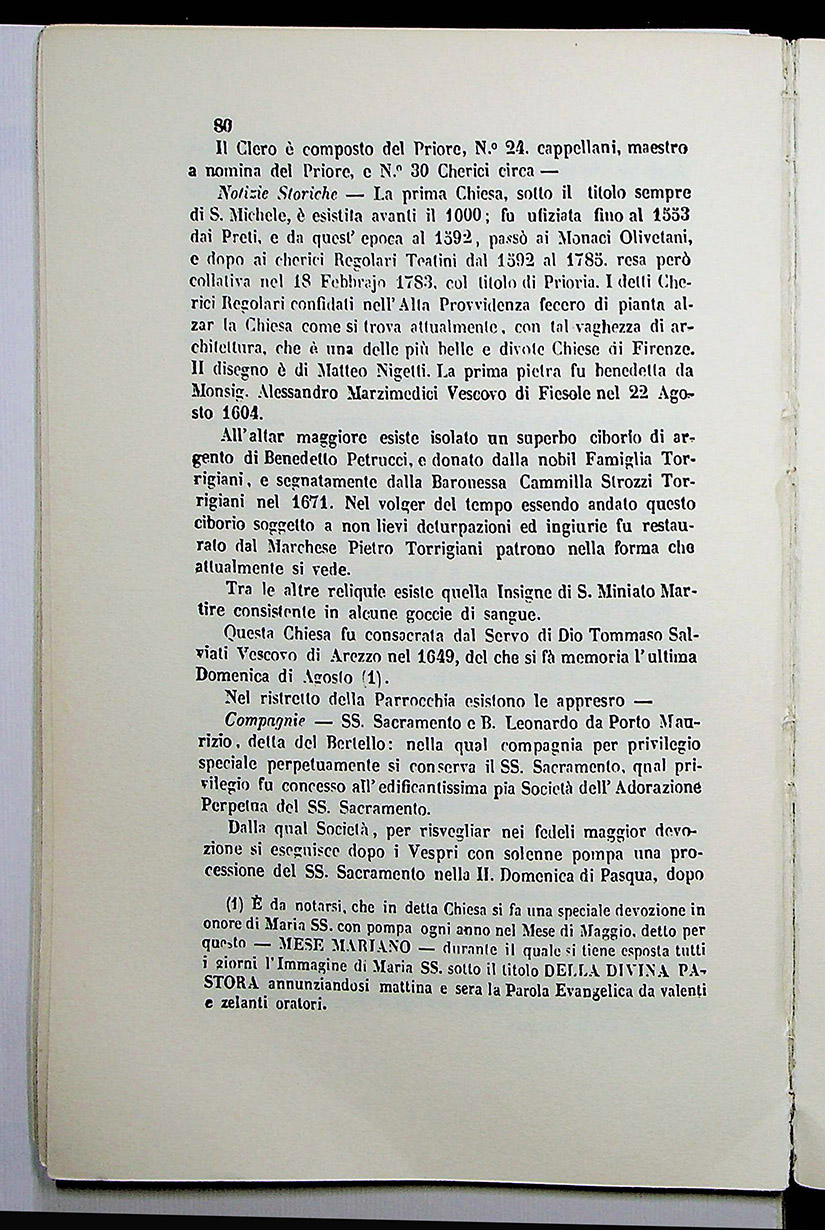 80
Il Clero è composto del Priore, N.º 24. cappellani, maestro
a nomina del Priore, e N.º 30 Cherici circa —
Notizie Storiche — La prima Chiesa, sotto il titolo sempre
di S. Michele, è esistita avanti il 1000; fu ufiziata fino al 1553
dai Preti, e da quest' epoca al 1592, passò ai Monaci Olivetani,
e dopo ai cherici Regolari Teatini dal 1592 al 1785. resa però
collativa nel 18 Febbrajo 1783. col titolo di Prioria. I detti Che-
rici Regolari confidati nell'Alta Provvidenza fecero di pianta al-
zar la Chiesa come si trova attualmente, con tal vaghezza di ar-
chitettura, che è una delle più belle e divote Chiese di Firenze.
Il disegno è di Matteo Nigetti. La prima pietra fu benedetta da
Monsig. Alessandro Marzimedici Vescovo di Fiesole nel 22 Ago-
sto 1604.
All'altar maggiore esiste isolato un superbo ciborio di ar-
gento di Benedetto Petrucci, e donato dalla nobil Famiglia Tor-
rigiani, e segnatamente dalla Baronessa Cammilla Strozzi Tor-
rigiani nel 1671. Nel volger del tempo essendo andato questo
ciborio soggetto a non lievi deturpazioni ed ingiurie fu restau-
rato dal Marchese Pietro Torrigiani patrono nella forma che
attualmente si vede.
Tra le altre reliquie esiste quella Insigne di S. Miniato Mar-
tire consistente in alcune goccie di sangue.
Questa Chiesa fu consacrata dal Servo di Dio Tommaso Sal-
viati Vescovo di Arezzo nel 1649, del che si fà memoria l'ultima
Domenica di Agosto (1).
Nel ristretto della Parrocchia esistono le appresro —
Compagnie — SS. Sacramento e B. Leonardo da Porto Mau-
rizio, detta del Bertello: nella qual compagnia per privilegio
speciale perpetuamente si conserva il SS. Sacramento, qual pri-
vilegio fu concesso all'edificantissima pia Società dell'Adorazione
Perpetua del SS. Sacramento.
Dalla qual Società, per risvegliar nei fedeli maggior devo-
zione si eseguisce dopo i Vespri con solenne pompa una pro-
cessione del SS. Sacramento nella II. Domenica di Pasqua, dopo
(1) È da notarsi, che in detta Chiesa si fa una speciale devozione in
onore di Maria SS. con pompa ogni anno nel Mese di Maggio, detto per
questo — MESE MARIANO — durante il quale si tiene esposta tutti
i giorni l'Immagine di Maria SS. sotto il titolo DELLA DIVINA PA-
STORA annunziandosi mattina e sera la Parola Evangelica da valenti
e zelanti oratori.